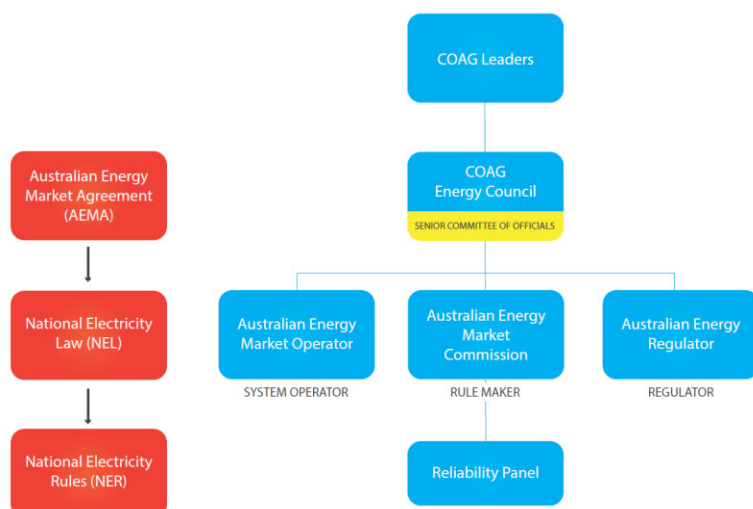 COAG Leaders
Australian Energy
Market Agreement
(AEMA)
COAG
Energy Council
SENIOR COMMITTEE OF OFFICIALS
National Electricity
Law (NEL)
Australian Energy
Market Operator
SYSTEM OPERATOR
Australian Energy
Market
Commission
RULE MAKER
Australian Energy
Regulator
REGULATOR
National Electricity
Rules (NER)
Reliability Panel